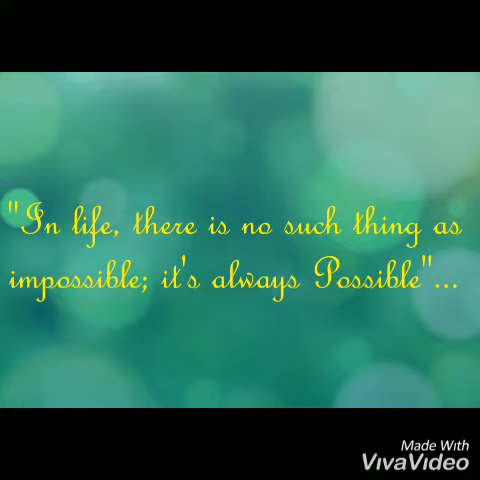 "In life, there is no such thing as
impossible; it's always Possible"...
Made With
VivaVideo